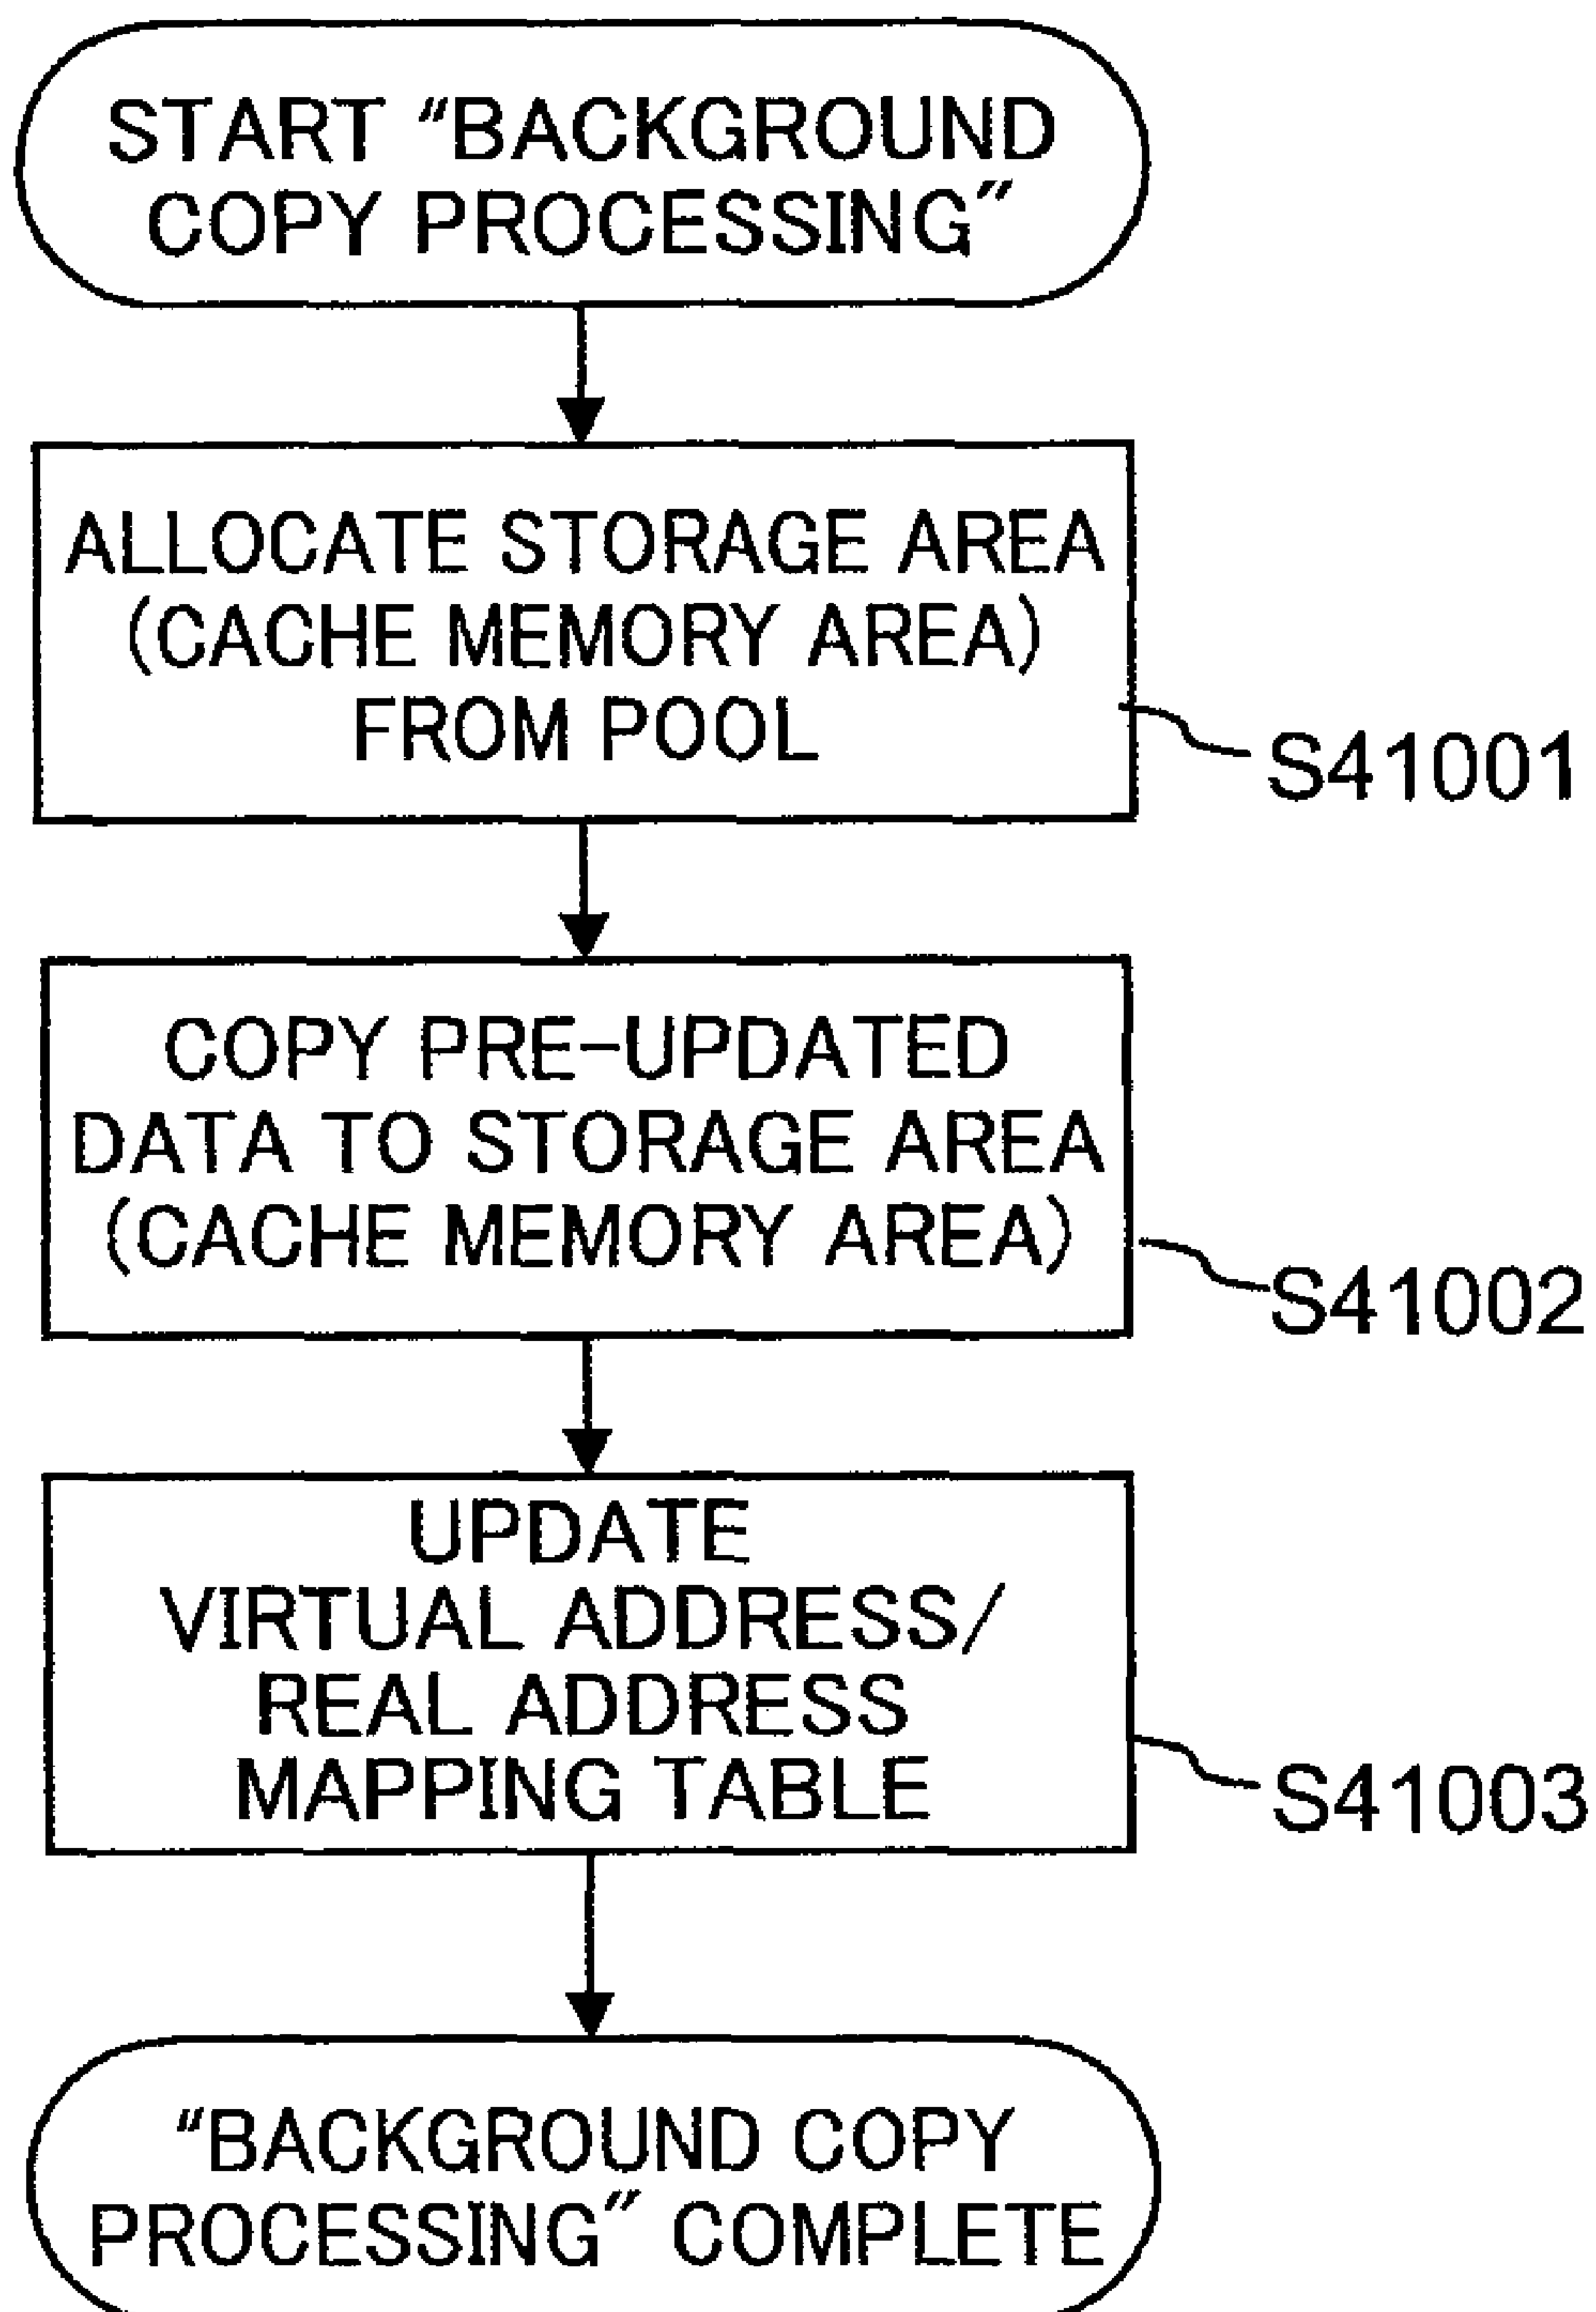 START “BACKGROUND
COPY PROCESSING”
ALLOCATE STORAGE AREA
(CACHE MEMORY AREA)
FROM POOL
S41001
COPY PRE-UPDATED
DATA TO STORAGE AREA
(CACHE MEMORY AREA)
S41002
UPDATE
VIRTUAL ADDRESS/
REAL ADDRESS
MAPPING TABLE
S41003
“BACKGROUND COPY
PROCESSING” COMPLETE